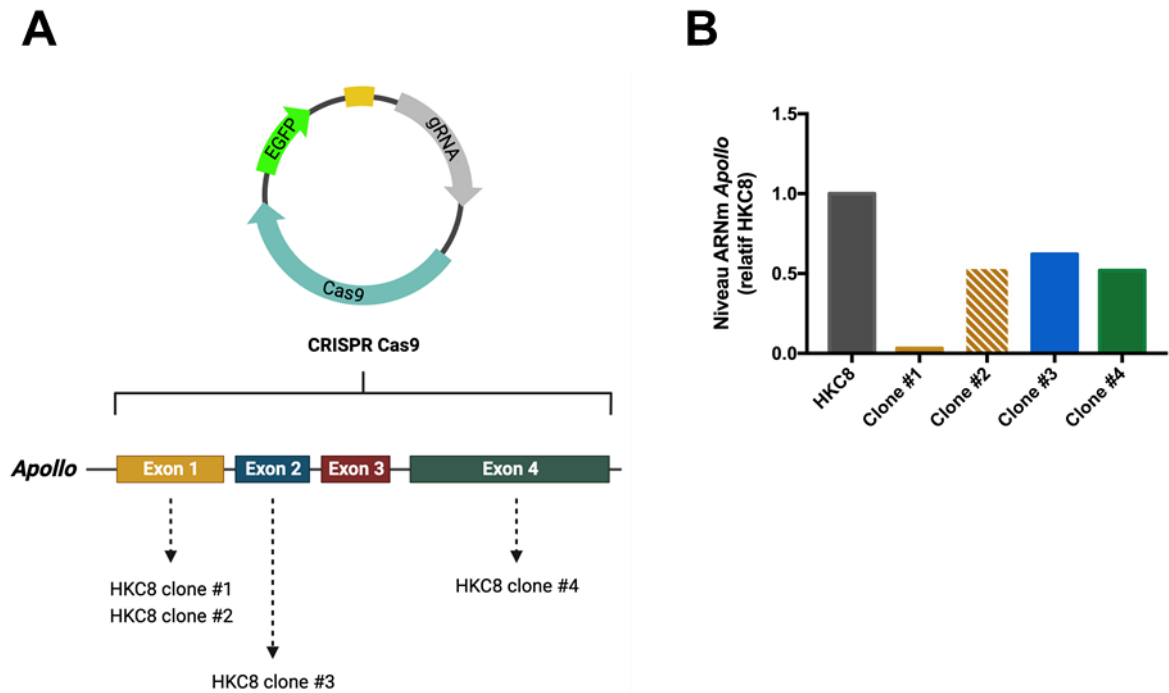 A
EGFP
gRNA
Cas9
CRISPR Cas9
Apollo
Exon 1
Exon 2
Exon 3
Exon 4
HKC8 clone #1
HKC8 clone #2
HKC8 clone #4
HKC8 clone #3
B
Niveau ARNm Apollo
(relatif HKC8)
1.5
1.0
0.5
0.0
HKC8
Clone #1
Clone #2
Clone #3
Clone #4